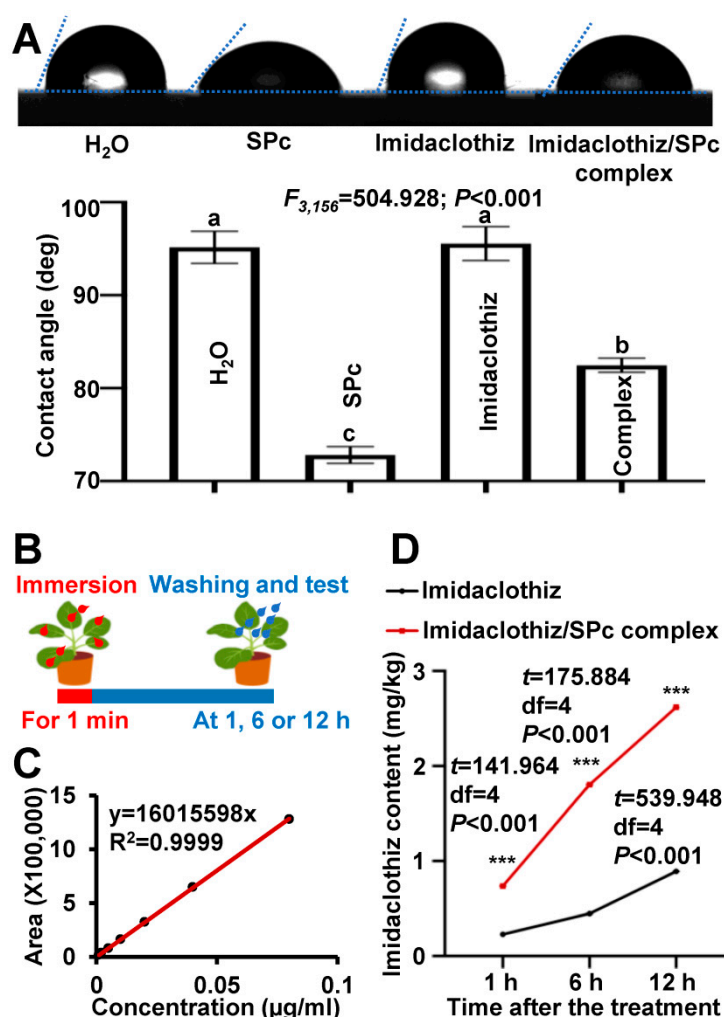 A
H₂O SPc Imidaclothiz Imidaclothiz/SPc
complex
F3,156=504.928; P<0.001
Contact angle (deg)
100
90
80
70
a
H₂O
SPc
c
a
Imidaclothiz
b
Complex
B
Immersion Washing and test
For 1 min At 1, 6 or 12 h
C
y=16015598x
R²=0.9999
Area (X100,000)
15
10
5
0
0 0.05 0.1
Concentration (µg/ml)
D
Imidaclothiz
Imidaclothiz/SPc complex
Imidaclothiz content (mg/kg)
3
2
1
0
t=141.964
df=4
P<0.001
***
t=175.884
df=4
P<0.001
***
***
t=539.948
df=4
P<0.001
1 h 6 h 12 h
Time after the treatment